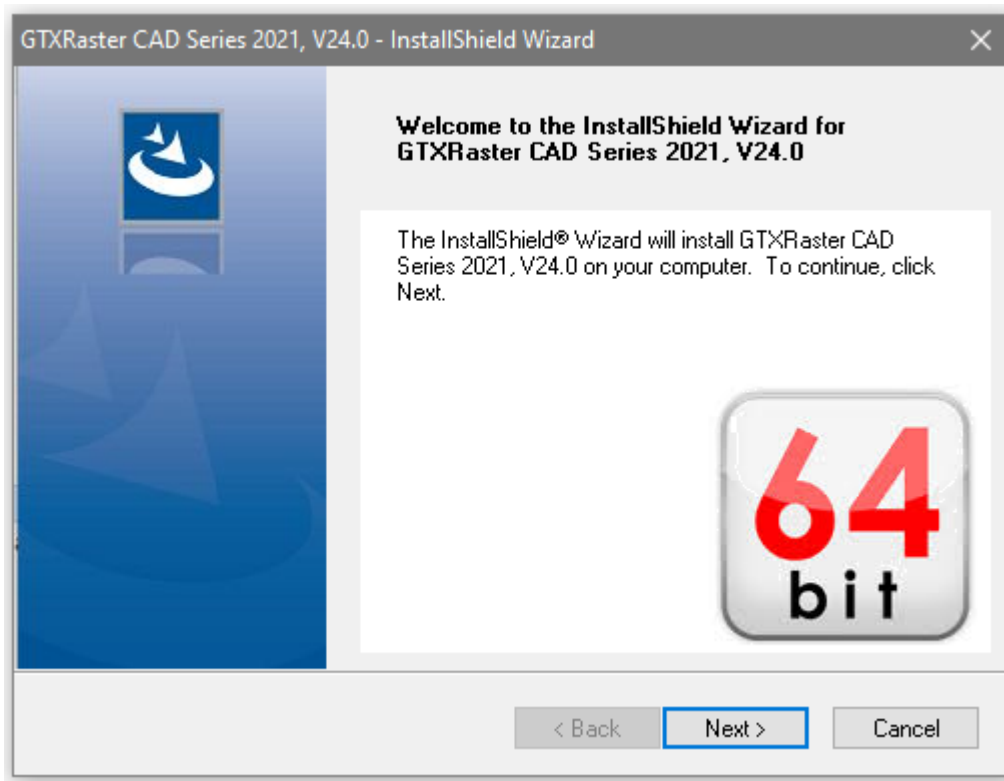 GTXRaster CAD Series 2021, V24.0 - InstallShield Wizard
Welcome to the InstallShield Wizard for
GTXRaster CAD Series 2021, V24.0
The InstallShield® Wizard will install GTXRaster CAD
Series 2021, V24.0 on your computer. To continue, click
Next.
64
bit
< Back Next > Cancel